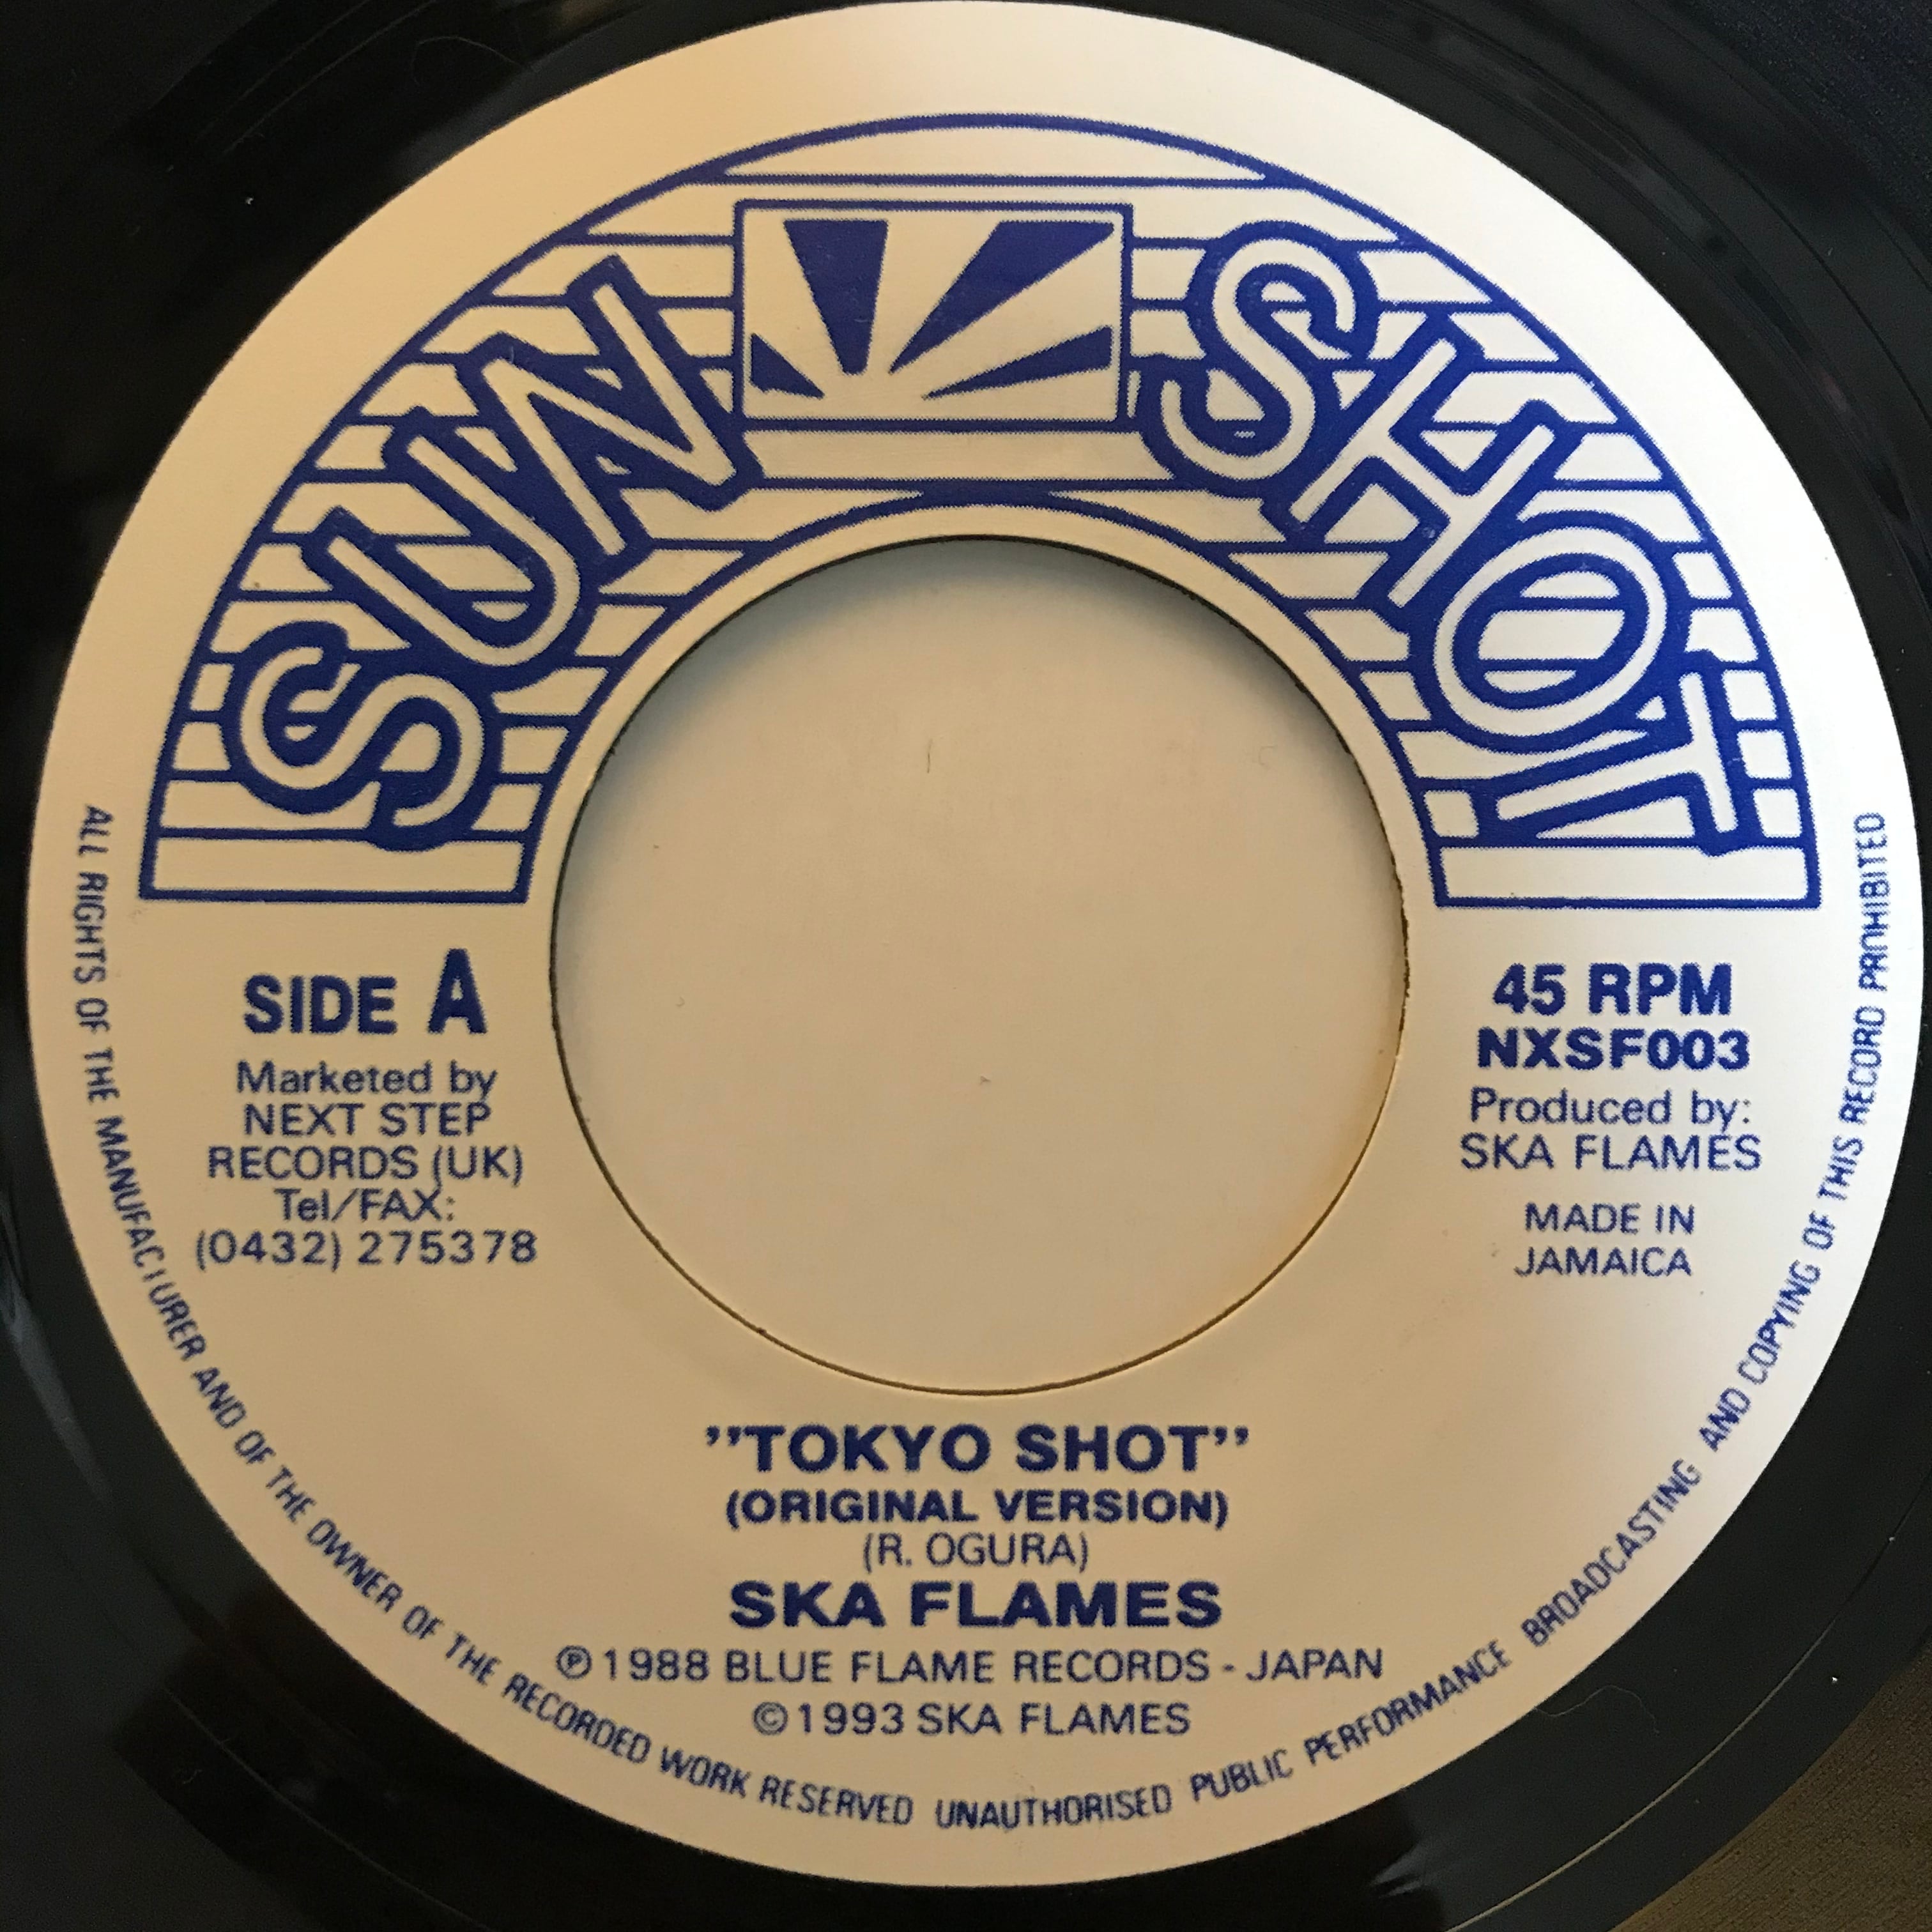 SUN SHOT
SIDE A
Marketed by
NEXT STEP
RECORDS (UK)
Tel/FAX:
(0432) 275378
45 RPM
NXSF003
Produced by:
SKA FLAMES
MADE IN
JAMAICA
"TOKYO SHOT"
(ORIGINAL VERSION)
(R. OGURA)
SKA FLAMES
℗ 1988 BLUE FLAME RECORDS - JAPAN
© 1993 SKA FLAMES
ALL RIGHTS OF THE MANUFACTURER AND OF THE OWNER OF THE RECORDED WORK RESERVED UNAUTHORISED PUBLIC PERFORMANCE BROADCASTING AND COPYING OF THIS RECORD PROHIBITED